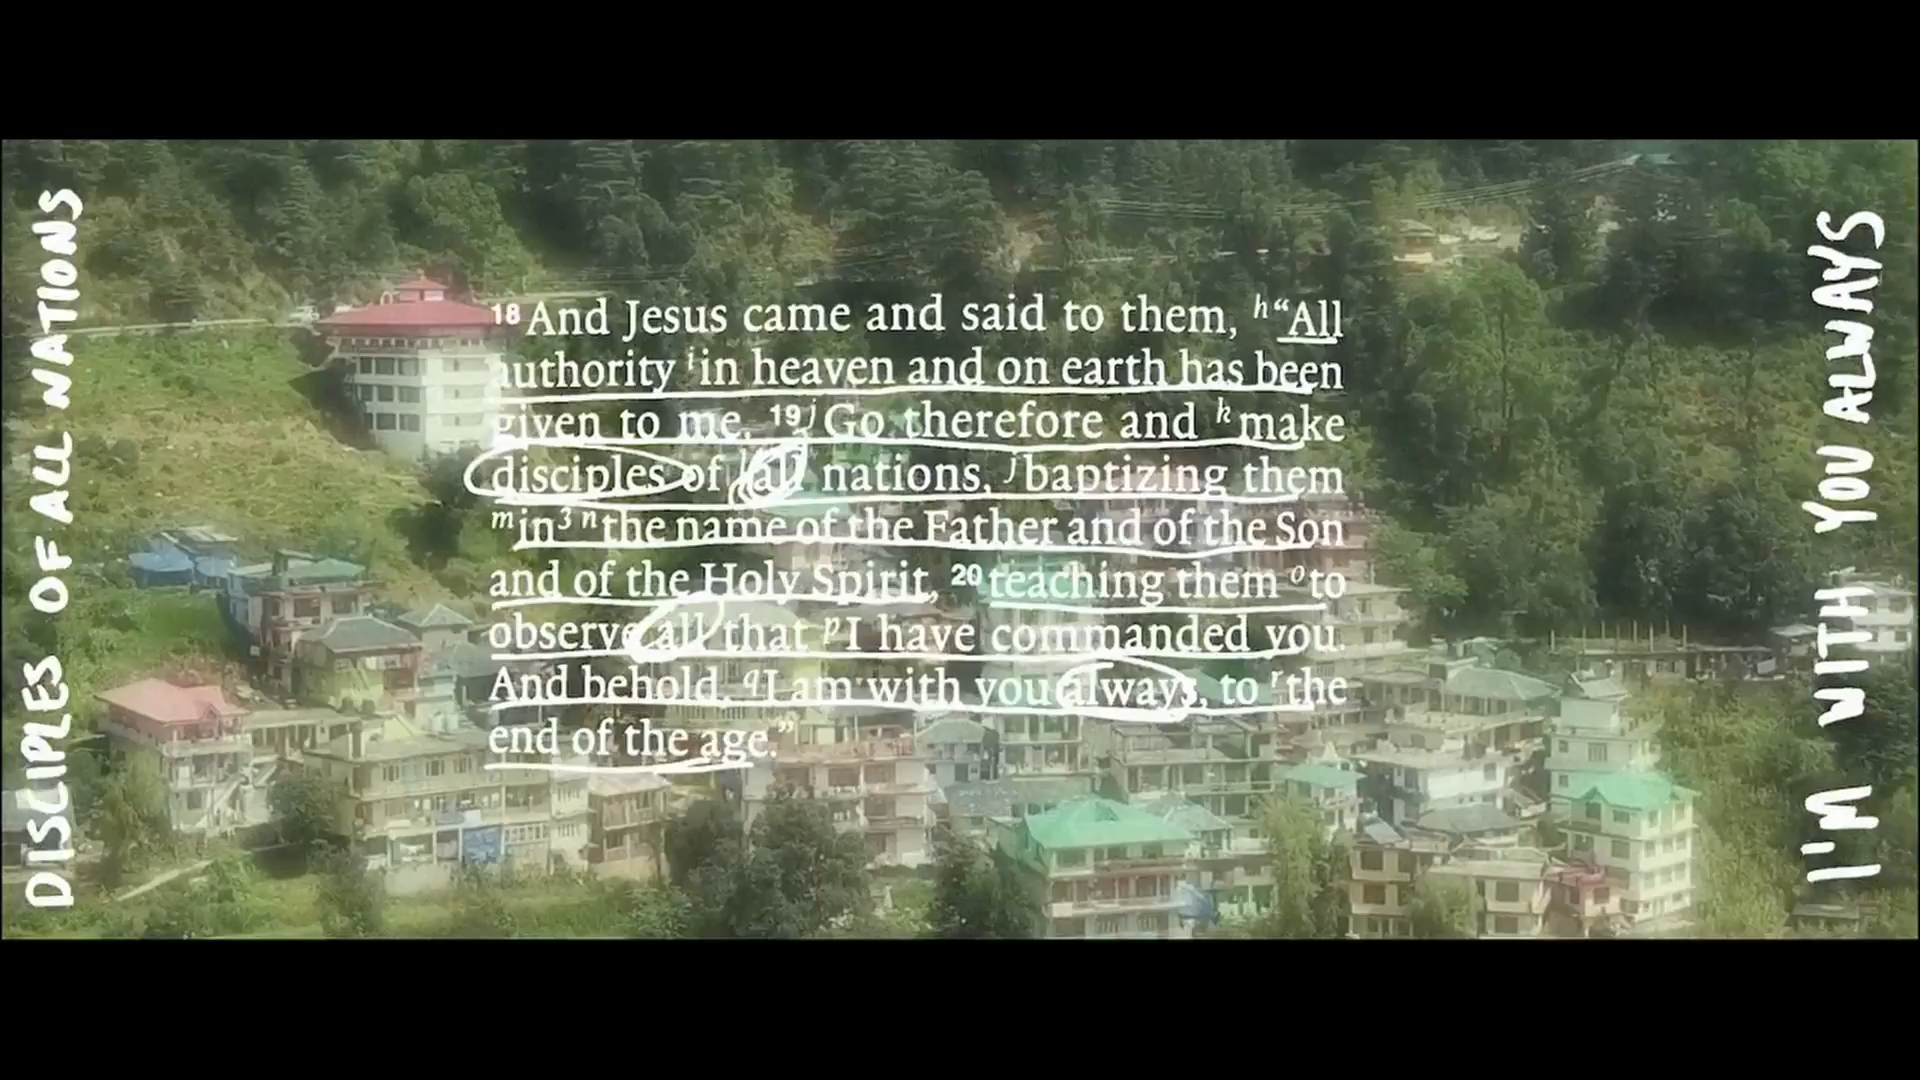 DISCIPLES OF ALL NATIONS
18 And Jesus came and said to them, h"All
authority i in heaven and on earth has been
given to me. 19 j Go therefore and k make
disciples of l all nations, j baptizing them
m in3 n the name of the Father and of the Son
and of the Holy Spirit, 20 teaching them o to
observe all that p I have commanded you.
And behold, q I am with you always, to r the
end of the age."
I'M WITH YOU ALWAYS